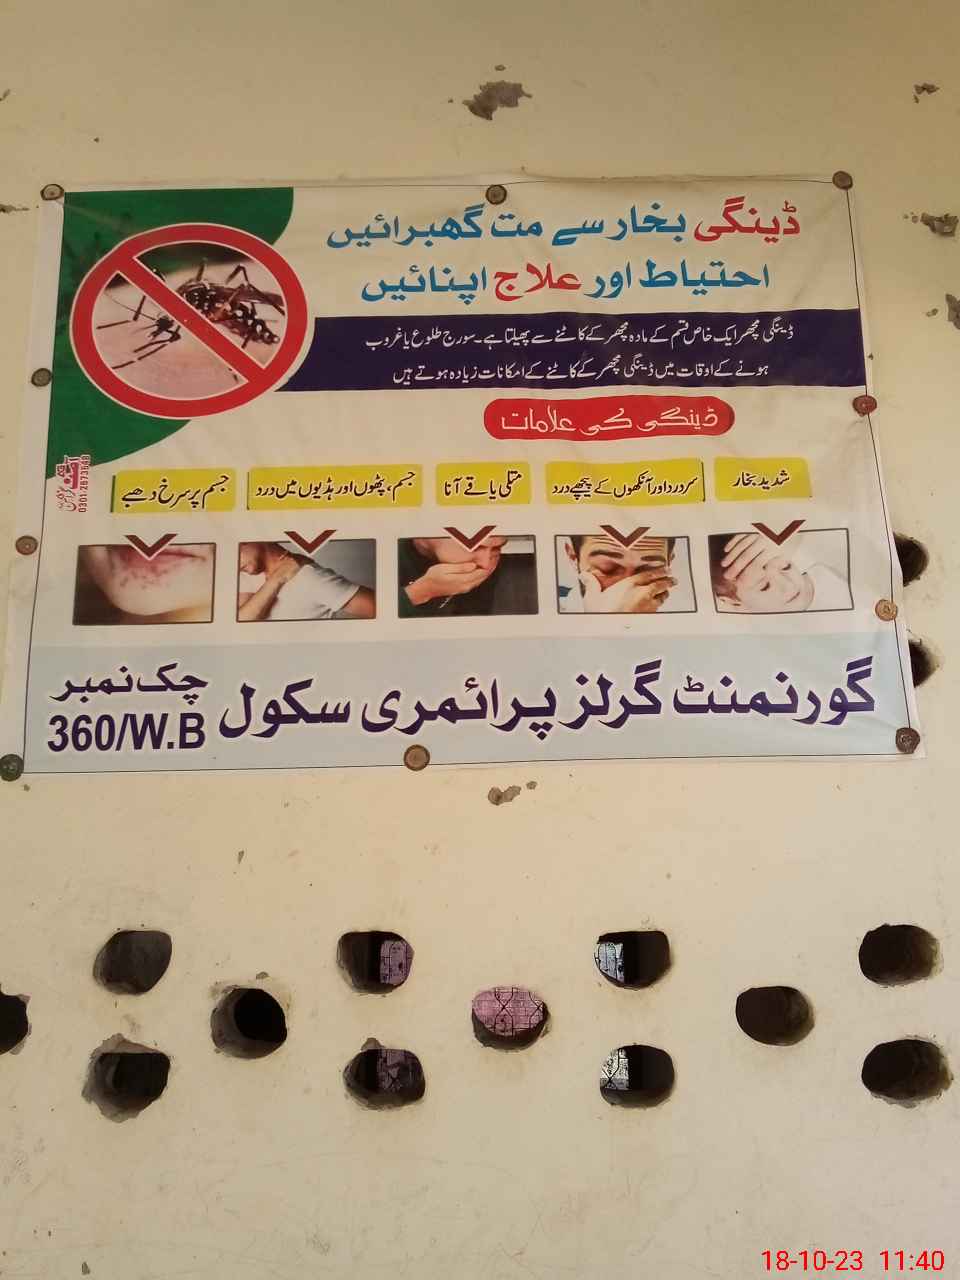 ڈینگی بخار سے مت گھبرائیں
احتیاط اور علاج اپنائیں
ڈینگی مچھر ایک خاص قسم کے مادہ مچھر کے کاٹنے سے پھیلتا ہے۔ سورج طلوع یا غروب
ہونے کے اوقات میں ڈینگی مچھر کے کاٹنے کے امکانات زیادہ ہوتے ہیں
ڈینگی کی علامات
شدید بخار
سر درد اور آنکھوں کے پیچھے درد
متلی یا قے آنا
جسم، پٹھوں اور ہڈیوں میں درد
جسم پر سرخ دھبے
گورنمنٹ گرلز پرائمری سکول چک نمبر
360/W.B
18-10-23 11:40